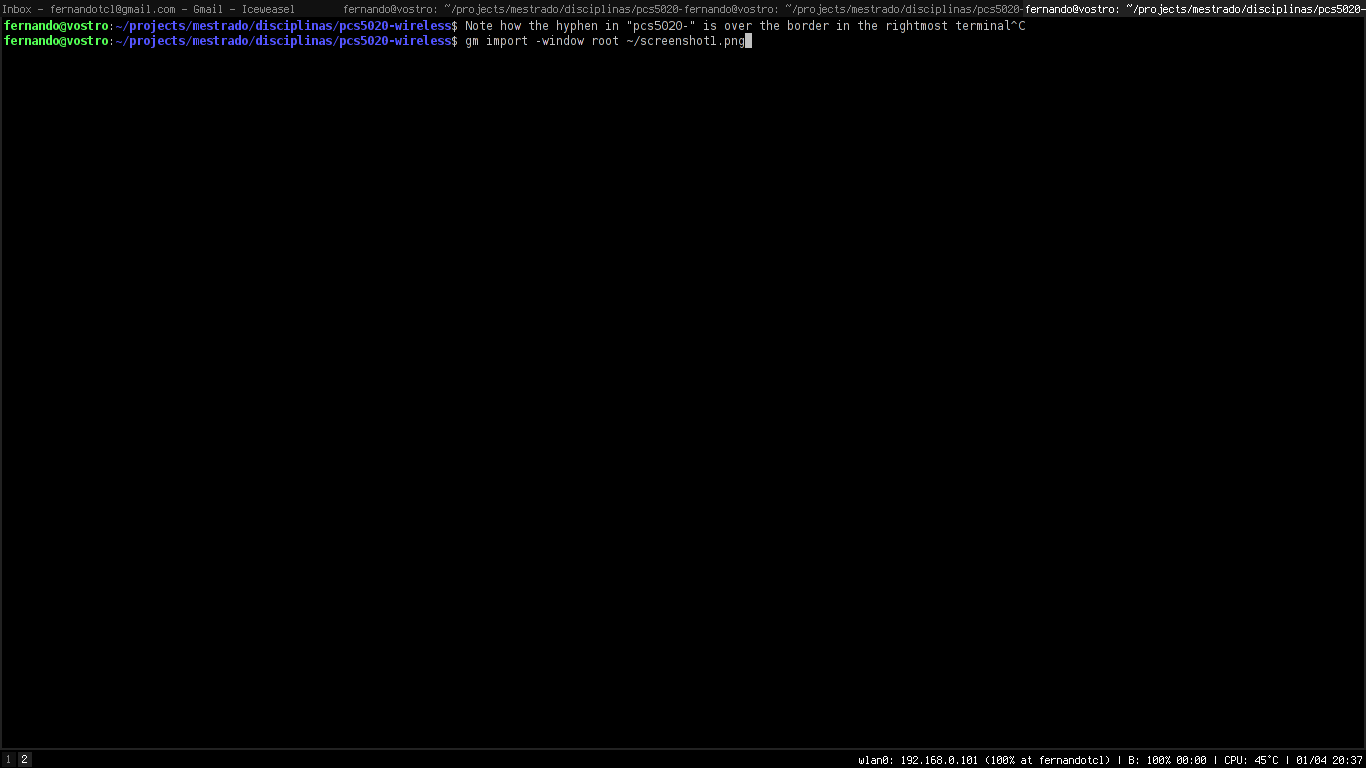 Inbox - fernandotcl@gmail.com - Gmail - Iceweasel fernando@vostro: ~/projects/mestrado/disciplinas/pcs5020-fernando@vostro: ~/projects/mestrado/disciplinas/pcs5020-fernando@vostro: ~/projects/mestrado/disciplinas/pcs5020-
fernando@vostro:~/projects/mestrado/disciplinas/pcs5020-wireless$ Note how the hyphen in "pcs5020-" is over the border in the rightmost terminal^C
fernando@vostro:~/projects/mestrado/disciplinas/pcs5020-wireless$ gm import -window root ~/screenshot1.png
1 2 wlan0: 192.168.0.101 (100% at fernandotcl) | B: 100% 00:00 | CPU: 45°C | 01/04 20:37